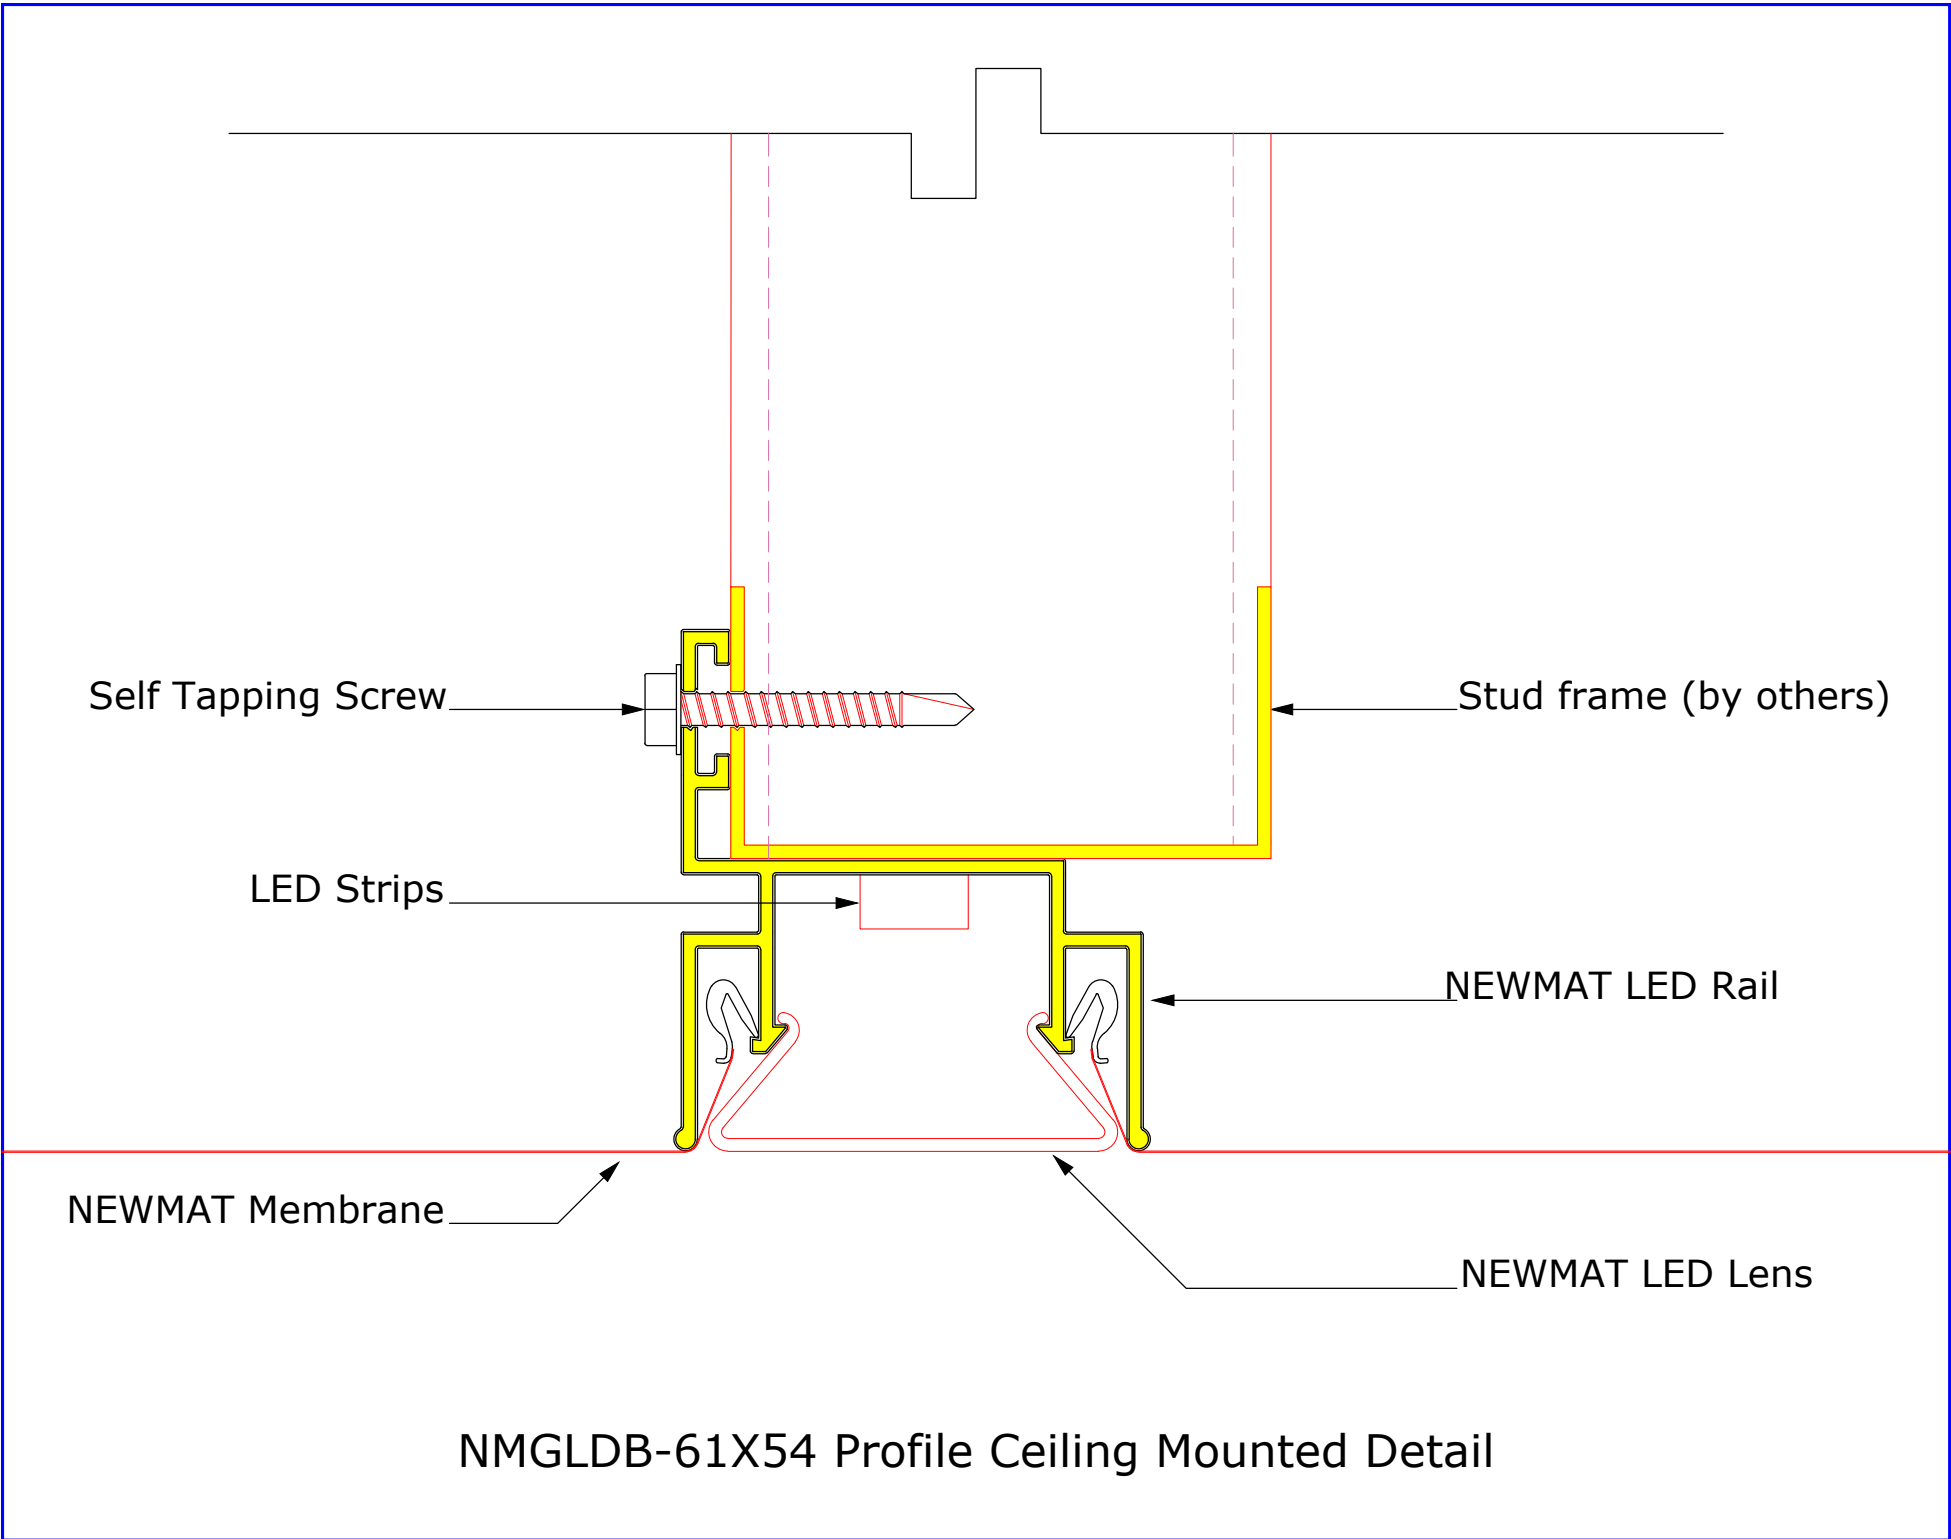 Self Tapping Screw
Stud frame (by others)
LED Strips
NEWMAT LED Rail
NEWMAT Membrane
NEWMAT LED Lens
NMGLDB-61X54 Profile Ceiling Mounted Detail